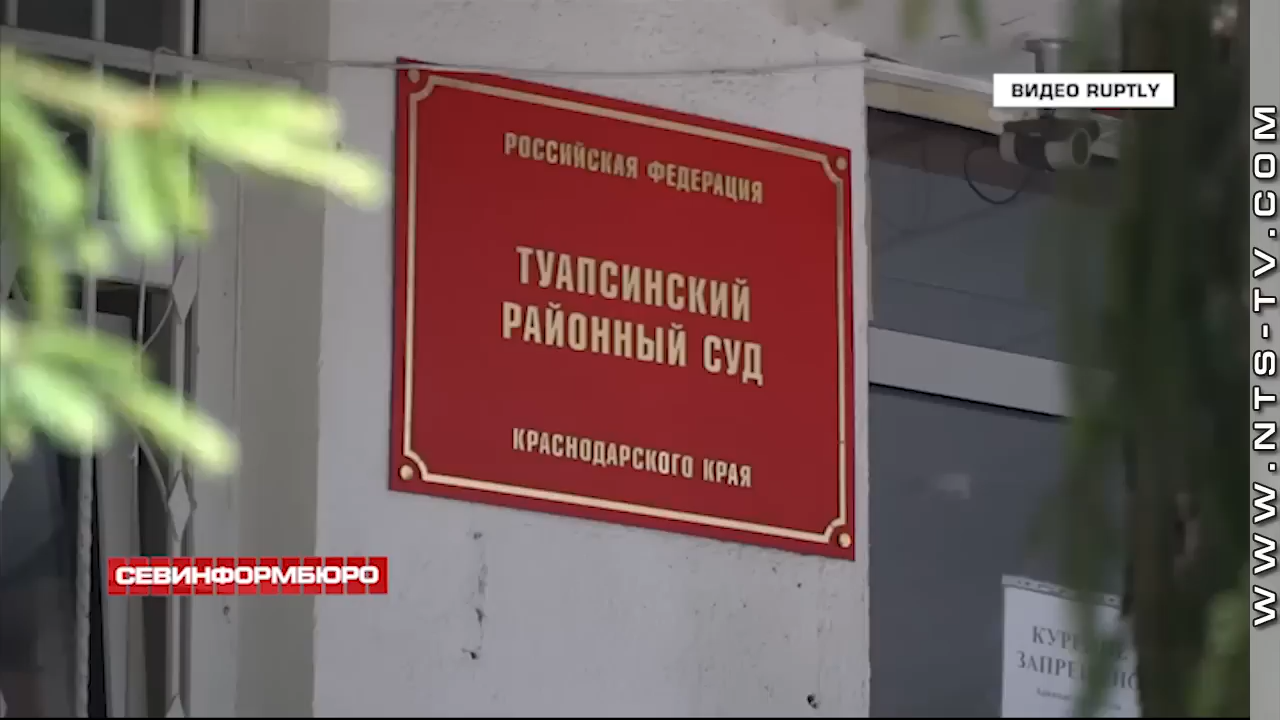 ВИДЕО RUPTLY
РОССИЙСКАЯ ФЕДЕРАЦИЯ
ТУАПСИНСКИЙ
РАЙОННЫЙ СУД
КРАСНОДАРСКОГО КРАЯ
СЕВИНФОРМБЮРО
WWW.NTS-TV.COM